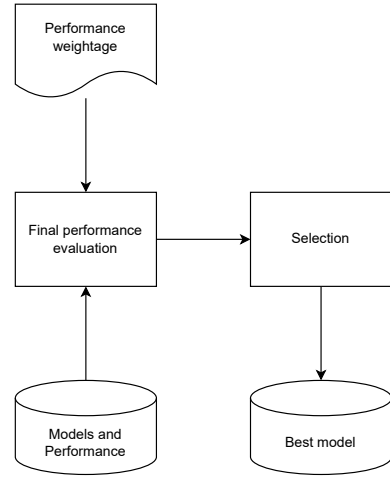 Performance
weightage
Final performance
evaluation
Selection
Models and
Performance
Best model